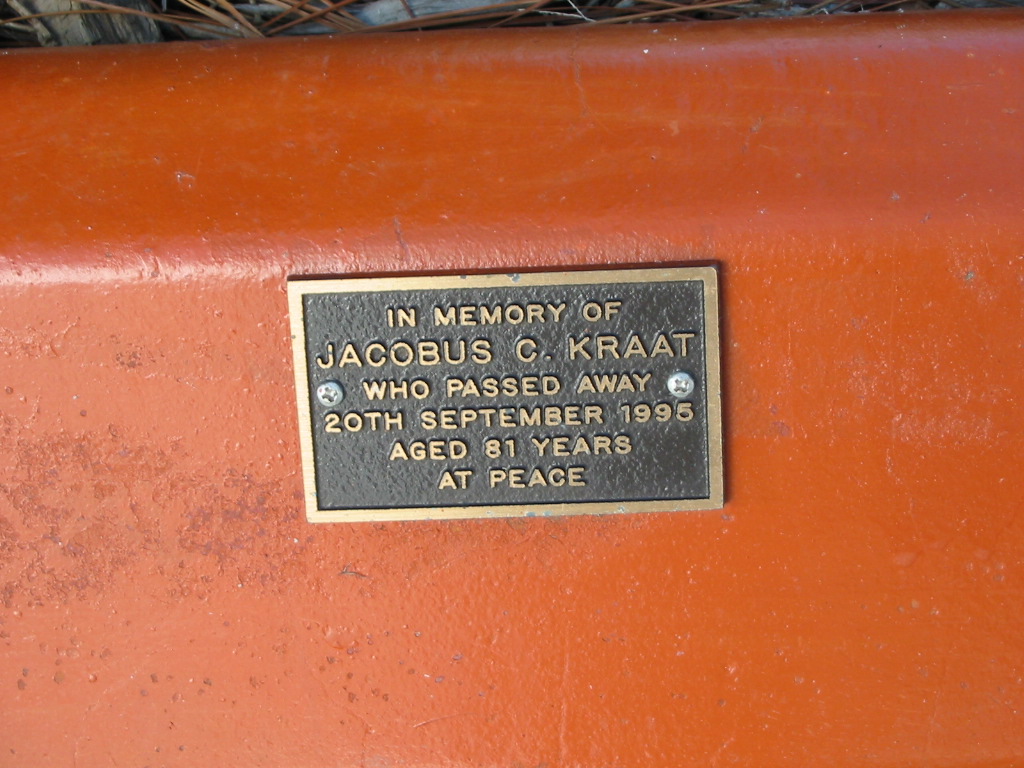 IN MEMORY OF
JACOBUS C. KRAAT
WHO PASSED AWAY
20TH SEPTEMBER 1995
AGED 81 YEARS
AT PEACE